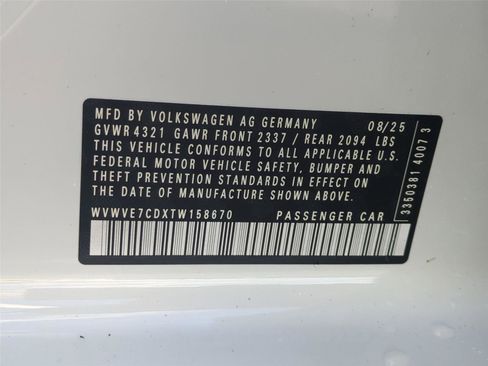 MFD BY VOLKSWAGEN AG GERMANY 08/25
GVWR 4321 GAWR FRONT 2337 / REAR 2094 LBS
THIS VEHICLE CONFORMS TO ALL APPLICABLE U.S.
FEDERAL MOTOR VEHICLE SAFETY, BUMPER AND
THEFT PREVENTION STANDARDS IN EFFECT ON
THE DATE OF MANUFACTURE SHOWN ABOVE.
WVWVE7CDXTW158670 PASSENGER CAR
3350381 4007 3